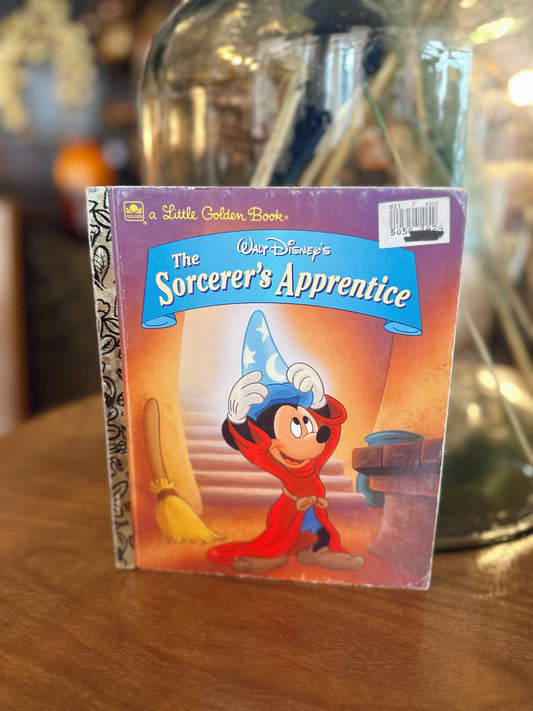 a Little Golden Book®
GOLDEN
®
WALT DISNEY'S
The
Sorcerer's Apprentice